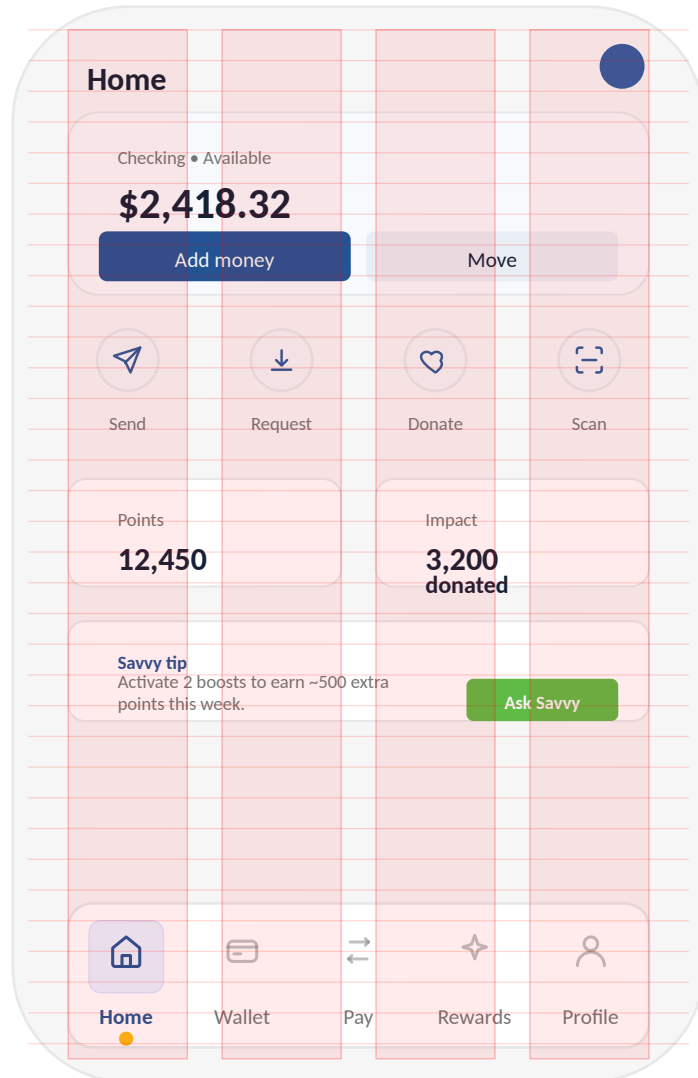 Home
Checking • Available
$2,418.32
Add money
Move
Send
Request
Donate
Scan
Points
Impact
12,450
3,200
donated
Savvy tip
Activate 2 boosts to earn ~500 extra
points this week.
Ask Savvy
Home
Wallet
Pay
Rewards
Profile